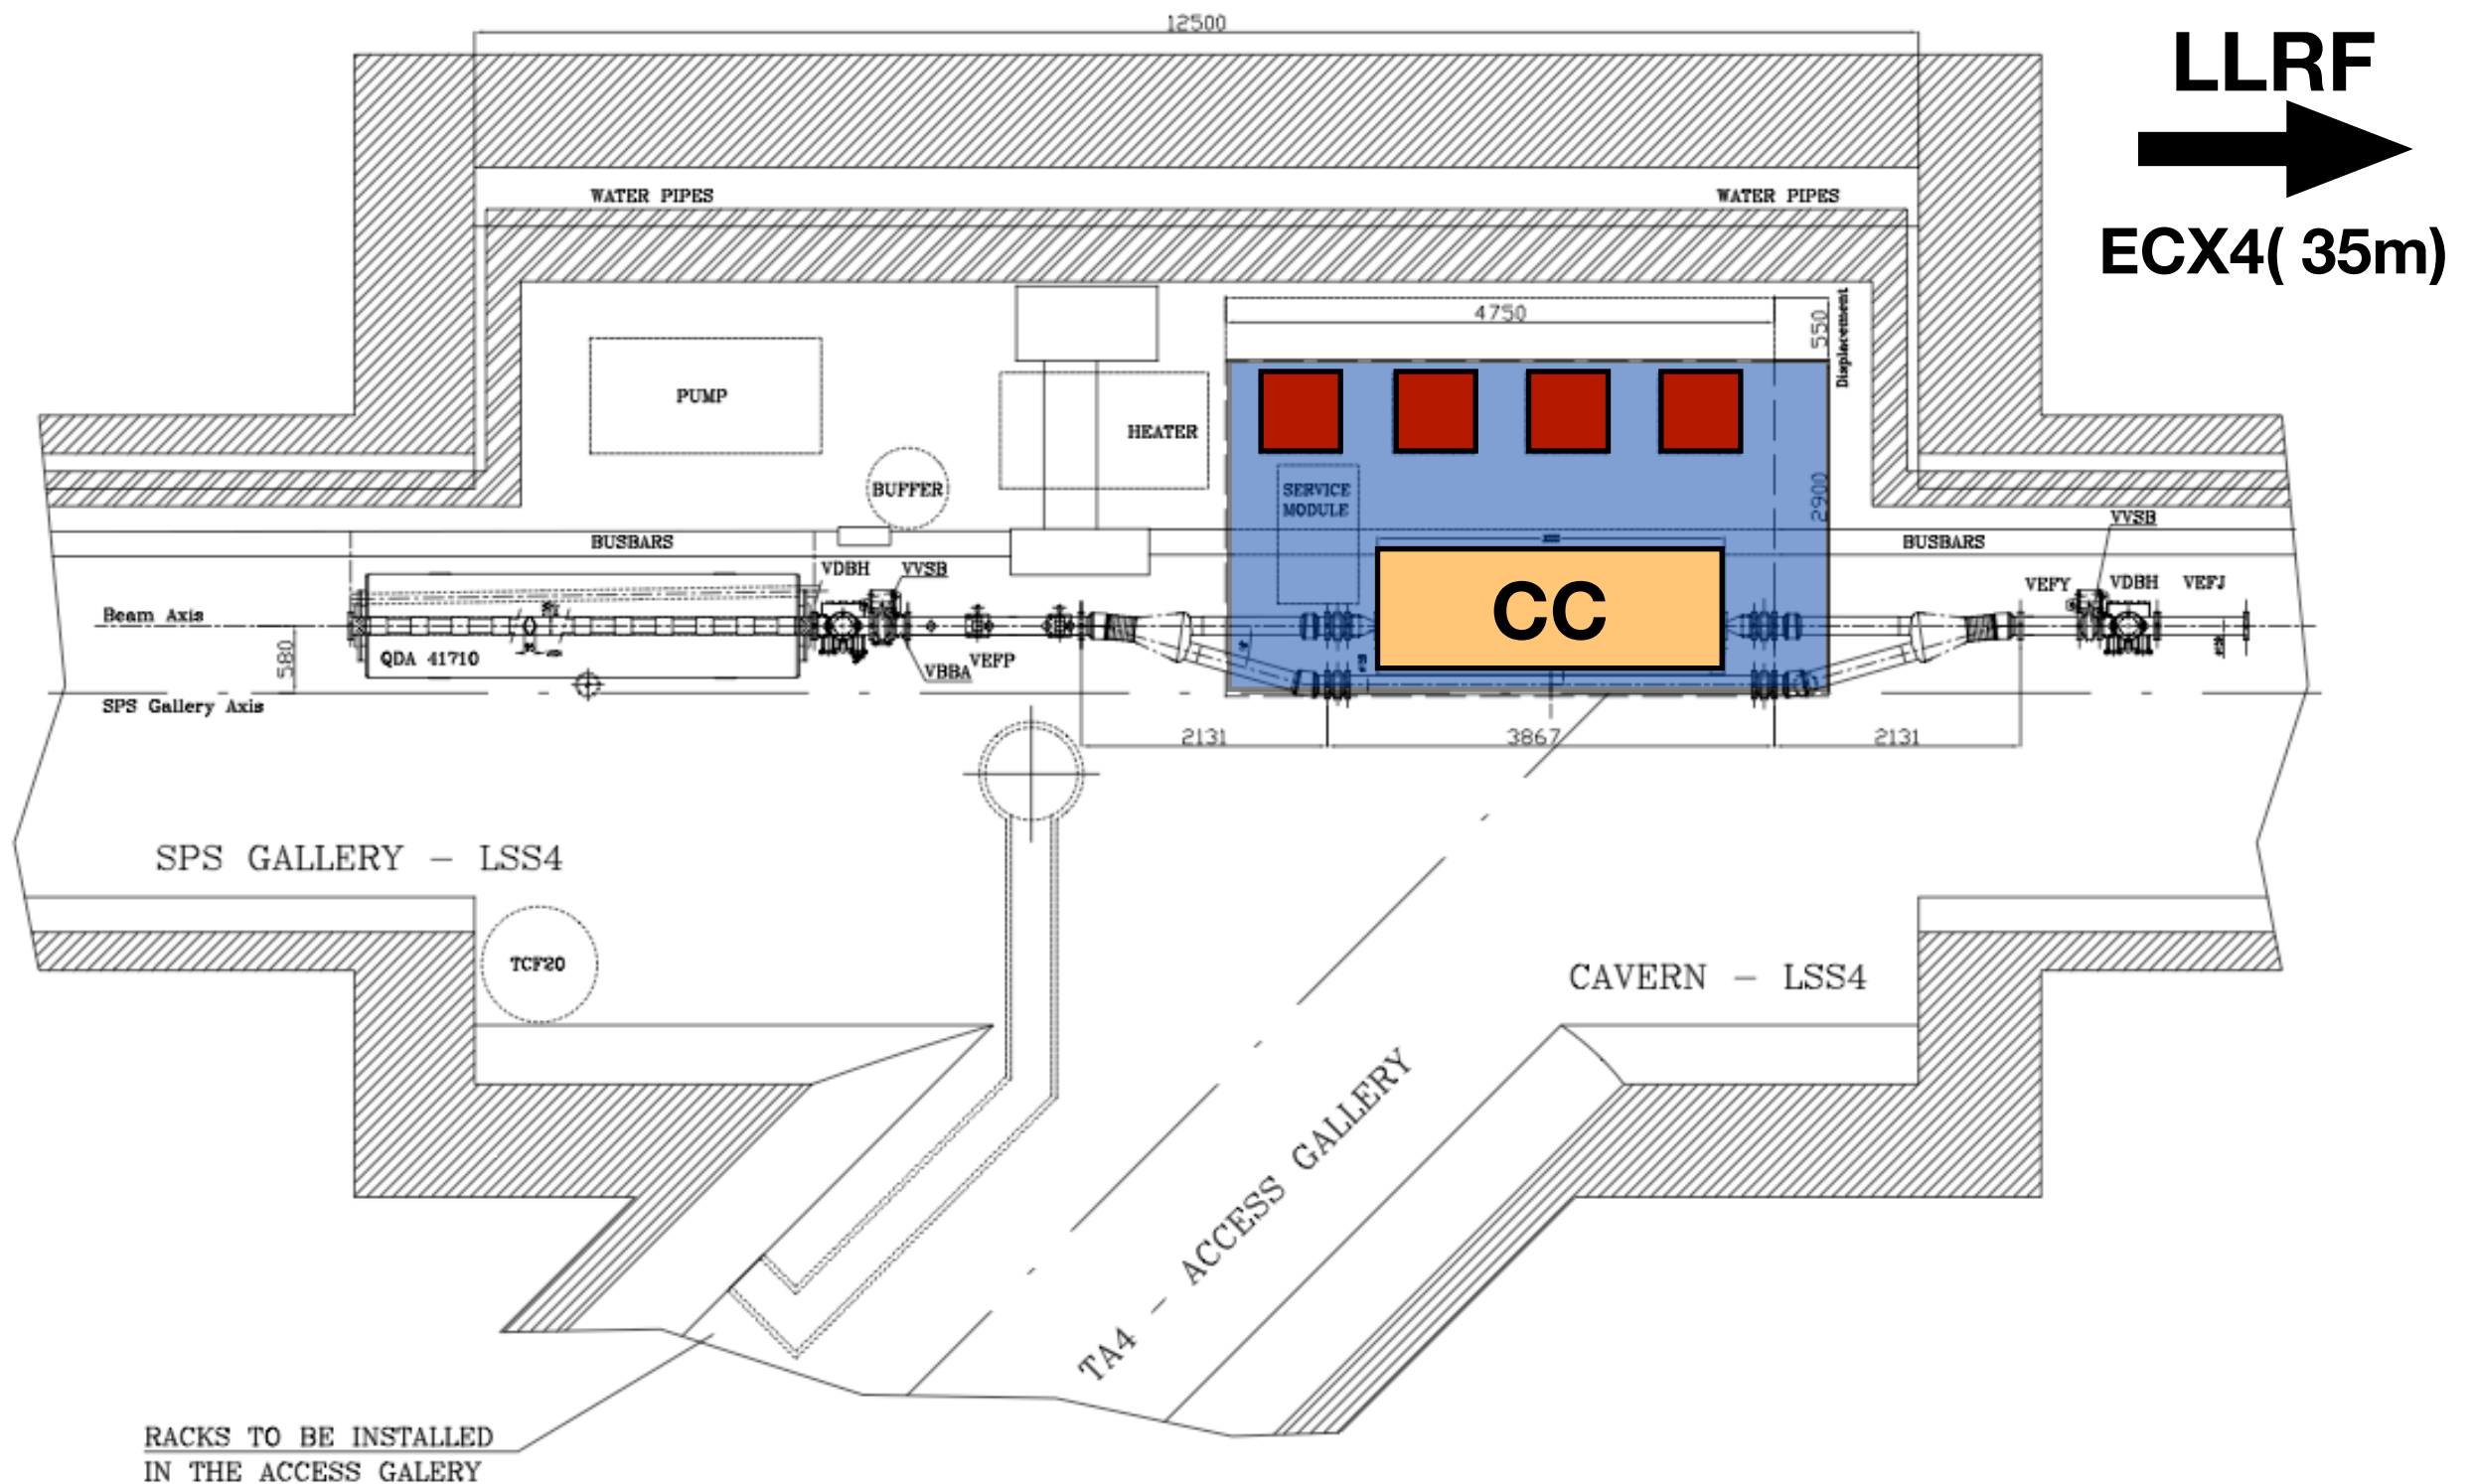 12500
LLRF
ECX4( 35m)
WATER PIPES
WATER PIPES
4750
550
Displacement
PUMP
HEATER
BUFFER
SERVICE
MODULE
2900
VVSB
BUSBARS
BUSBARS
VDBH
VVSB
VEFY
VDBH
VEFJ
Beam Axis
CC
580
QDA 41710
VEFP
VBBA
SPS Gallery Axis
2131
3867
2131
SPS GALLERY - LSS4
TCF20
CAVERN - LSS4
TA4 - ACCESS GALLERY
RACKS TO BE INSTALLED
IN THE ACCESS GALERY